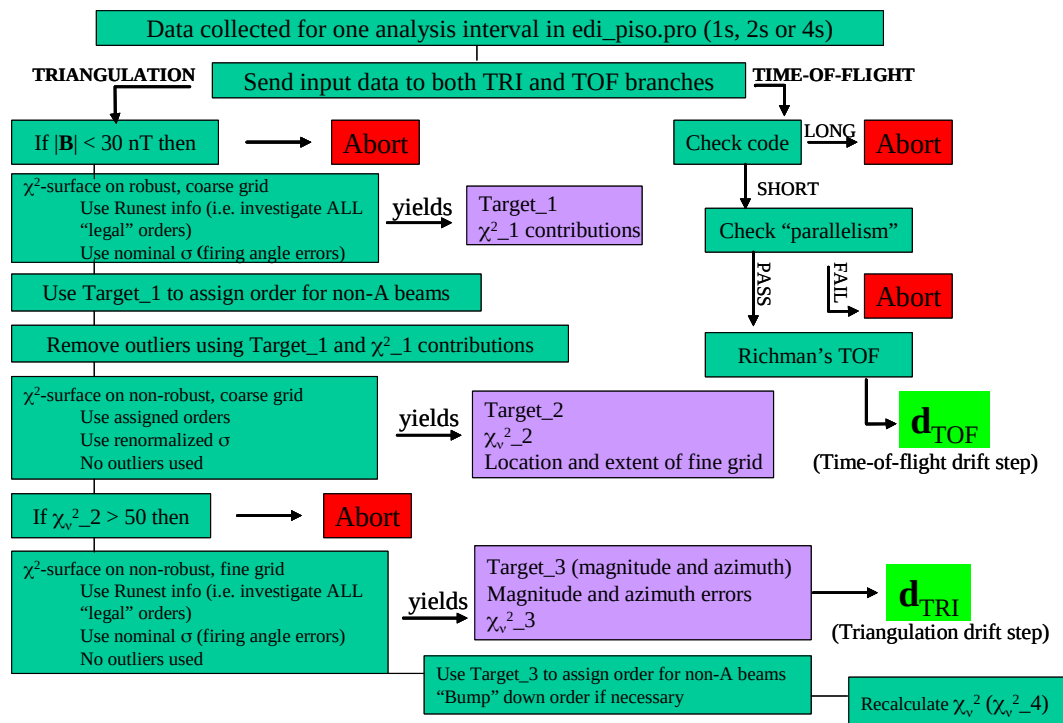 Data collected for one analysis interval in edi_piso.pro (1s, 2s or 4s)
TRIANGULATION
Send input data to both TRI and TOF branches
TIME-OF-FLIGHT
If |B| < 30 nT then
Abort
χ²-surface on robust, coarse grid
Use Runest info (i.e. investigate ALL
“legal” orders)
Use nominal σ (firing angle errors)
yields
Target_1
χ²_1 contributions
Use Target_1 to assign order for non-A beams
Remove outliers using Target_1 and χ²_1 contributions
χ²-surface on non-robust, coarse grid
Use assigned orders
Use renormalized σ
No outliers used
yields
Target_2
χᵥ²_2
Location and extent of fine grid
If χᵥ²_2 > 50 then
Abort
χ²-surface on non-robust, fine grid
Use Runest info (i.e. investigate ALL
“legal” orders)
Use nominal σ (firing angle errors)
No outliers used
yields
Target_3 (magnitude and azimuth)
Magnitude and azimuth errors
χᵥ²_3
d_TRI
(Triangulation drift step)
Use Target_3 to assign order for non-A beams
“Bump” down order if necessary
Recalculate χᵥ² (χᵥ²_4)
Check code
LONG
Abort
SHORT
Check “parallelism”
PASS
FAIL
Abort
Richman’s TOF
d_TOF
(Time-of-flight drift step)